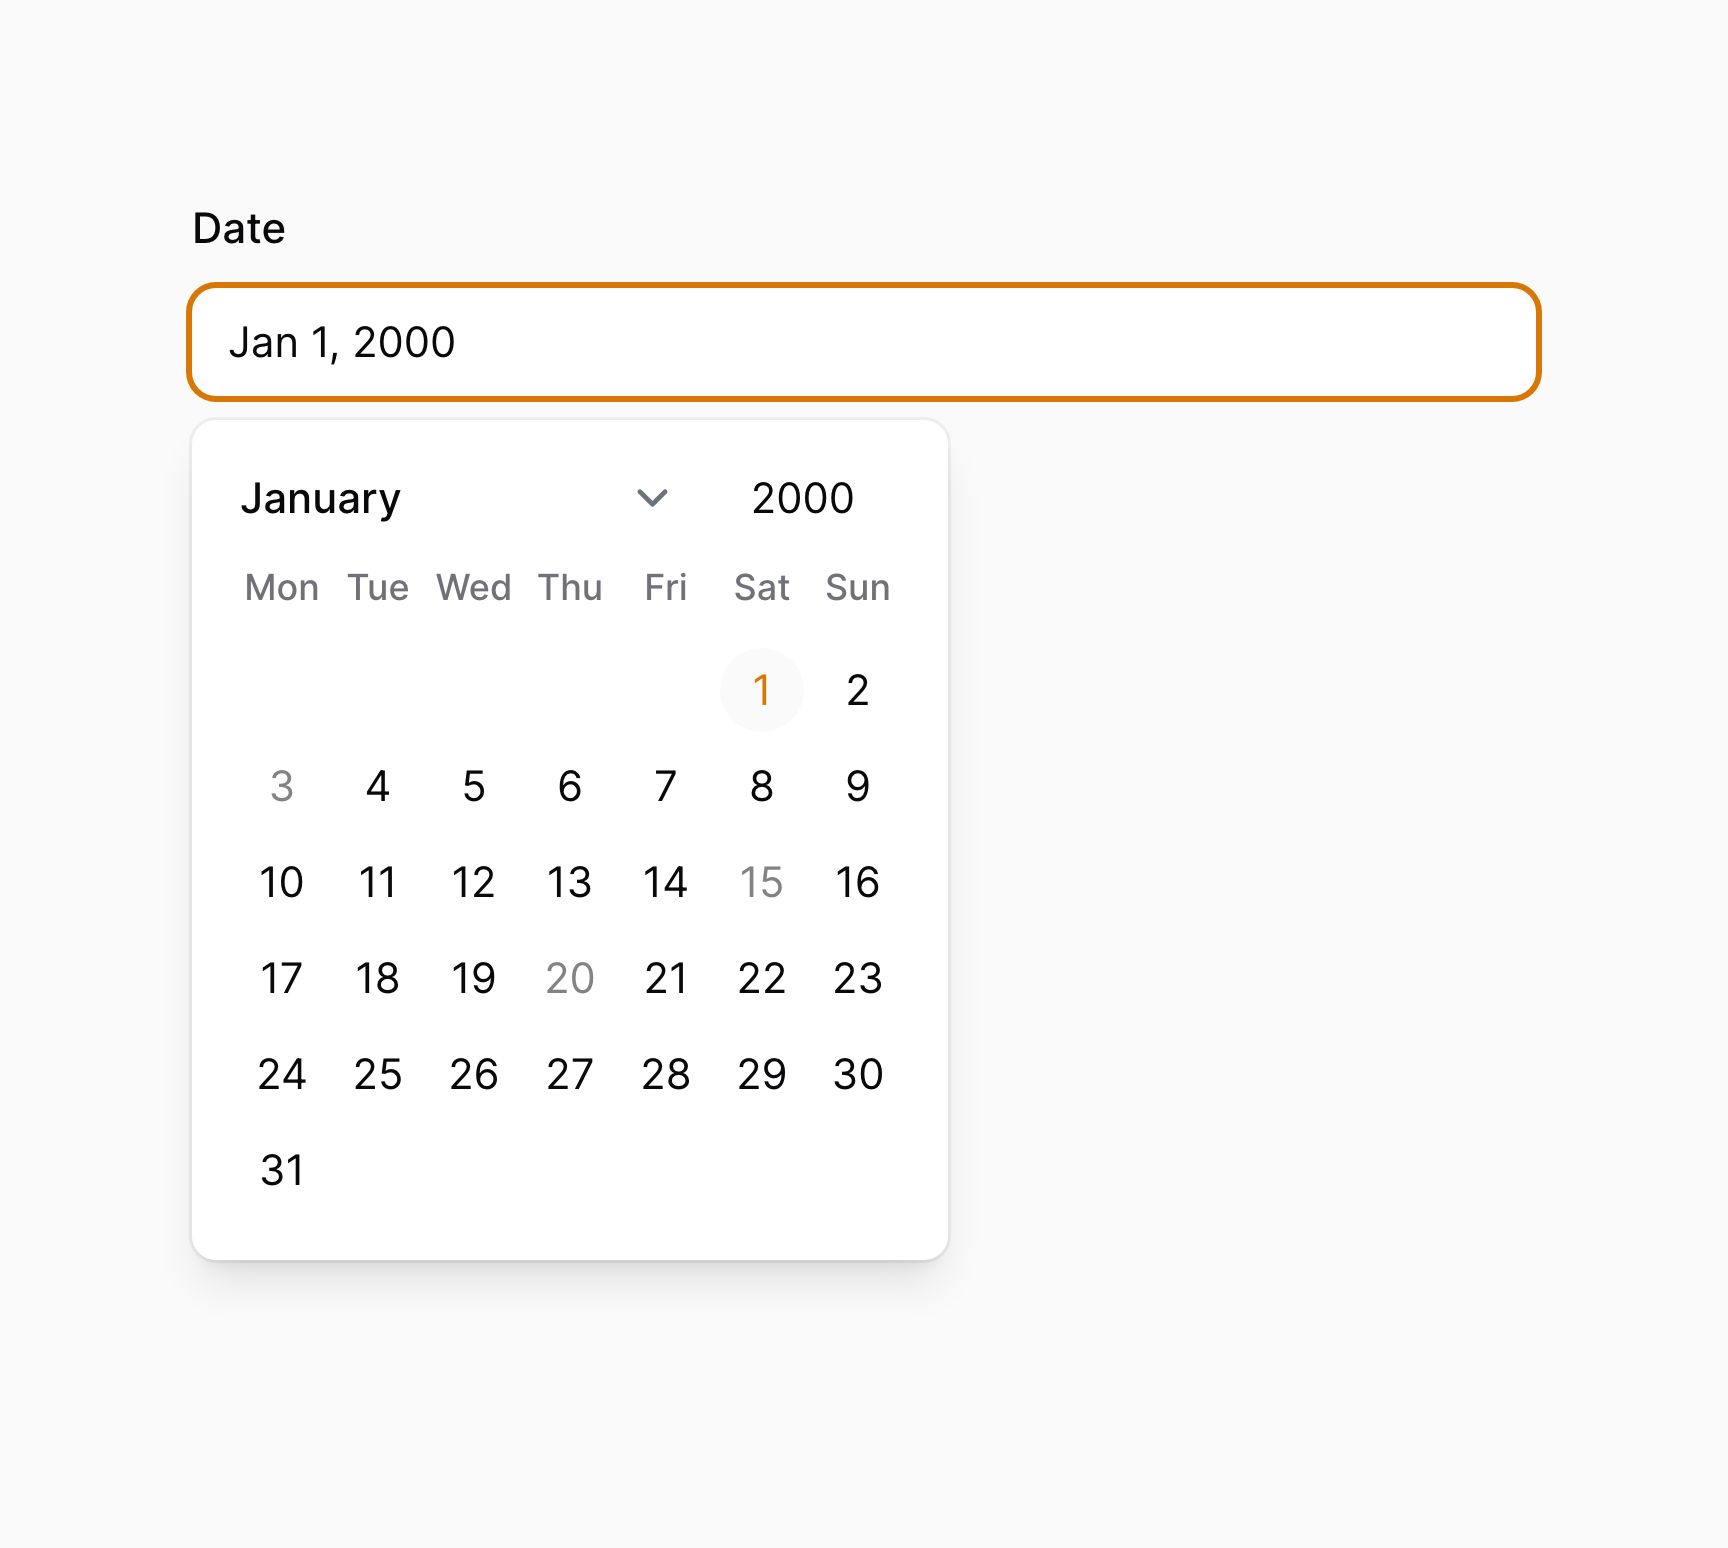 Date
Jan 1, 2000
January 2000
Mon Tue Wed Thu Fri Sat Sun
1 2
3 4 5 6 7 8 9
10 11 12 13 14 15 16
17 18 19 20 21 22 23
24 25 26 27 28 29 30
31